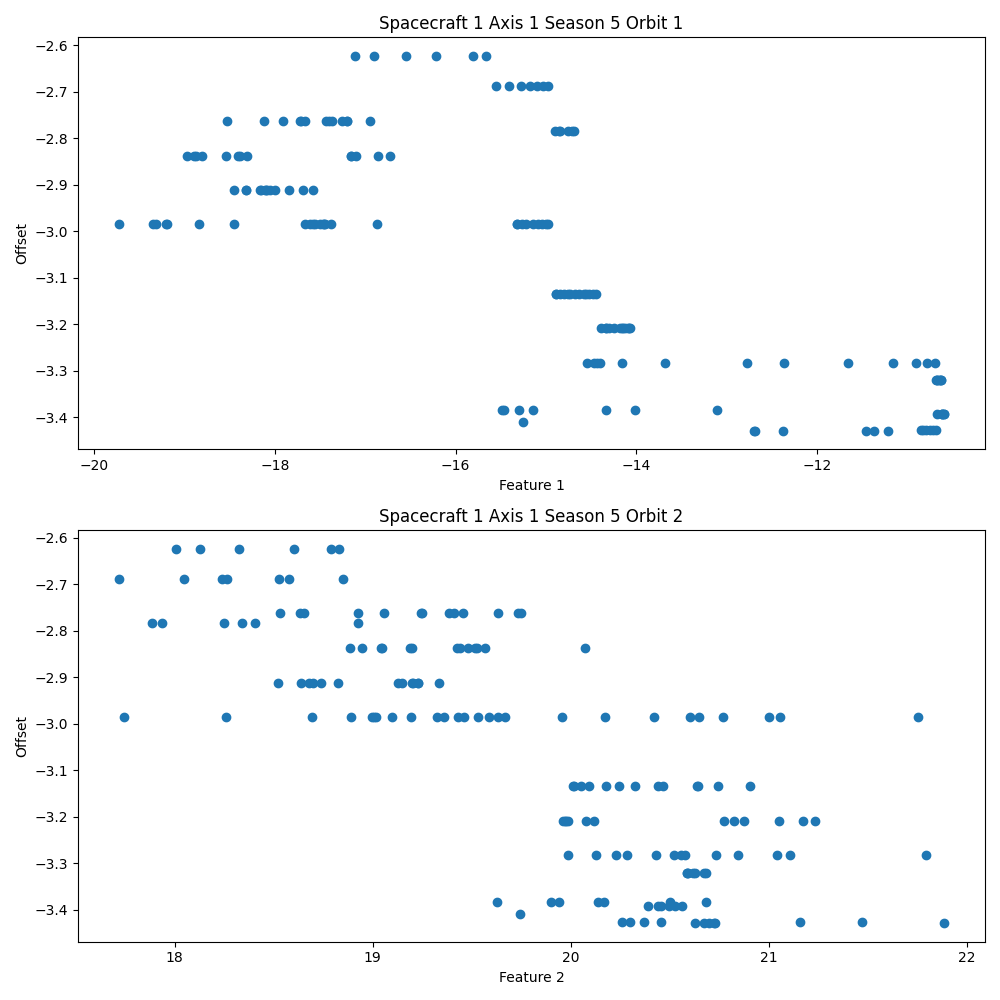 Spacecraft 1 Axis 1 Season 5 Orbit 1
−2.6
−2.7
−2.8
−2.9
−3.0
−3.1
−3.2
−3.3
−3.4
Offset
−20 −18 −16 −14 −12
Feature 1
Spacecraft 1 Axis 1 Season 5 Orbit 2
−2.6
−2.7
−2.8
−2.9
−3.0
−3.1
−3.2
−3.3
−3.4
Offset
18 19 20 21 22
Feature 2